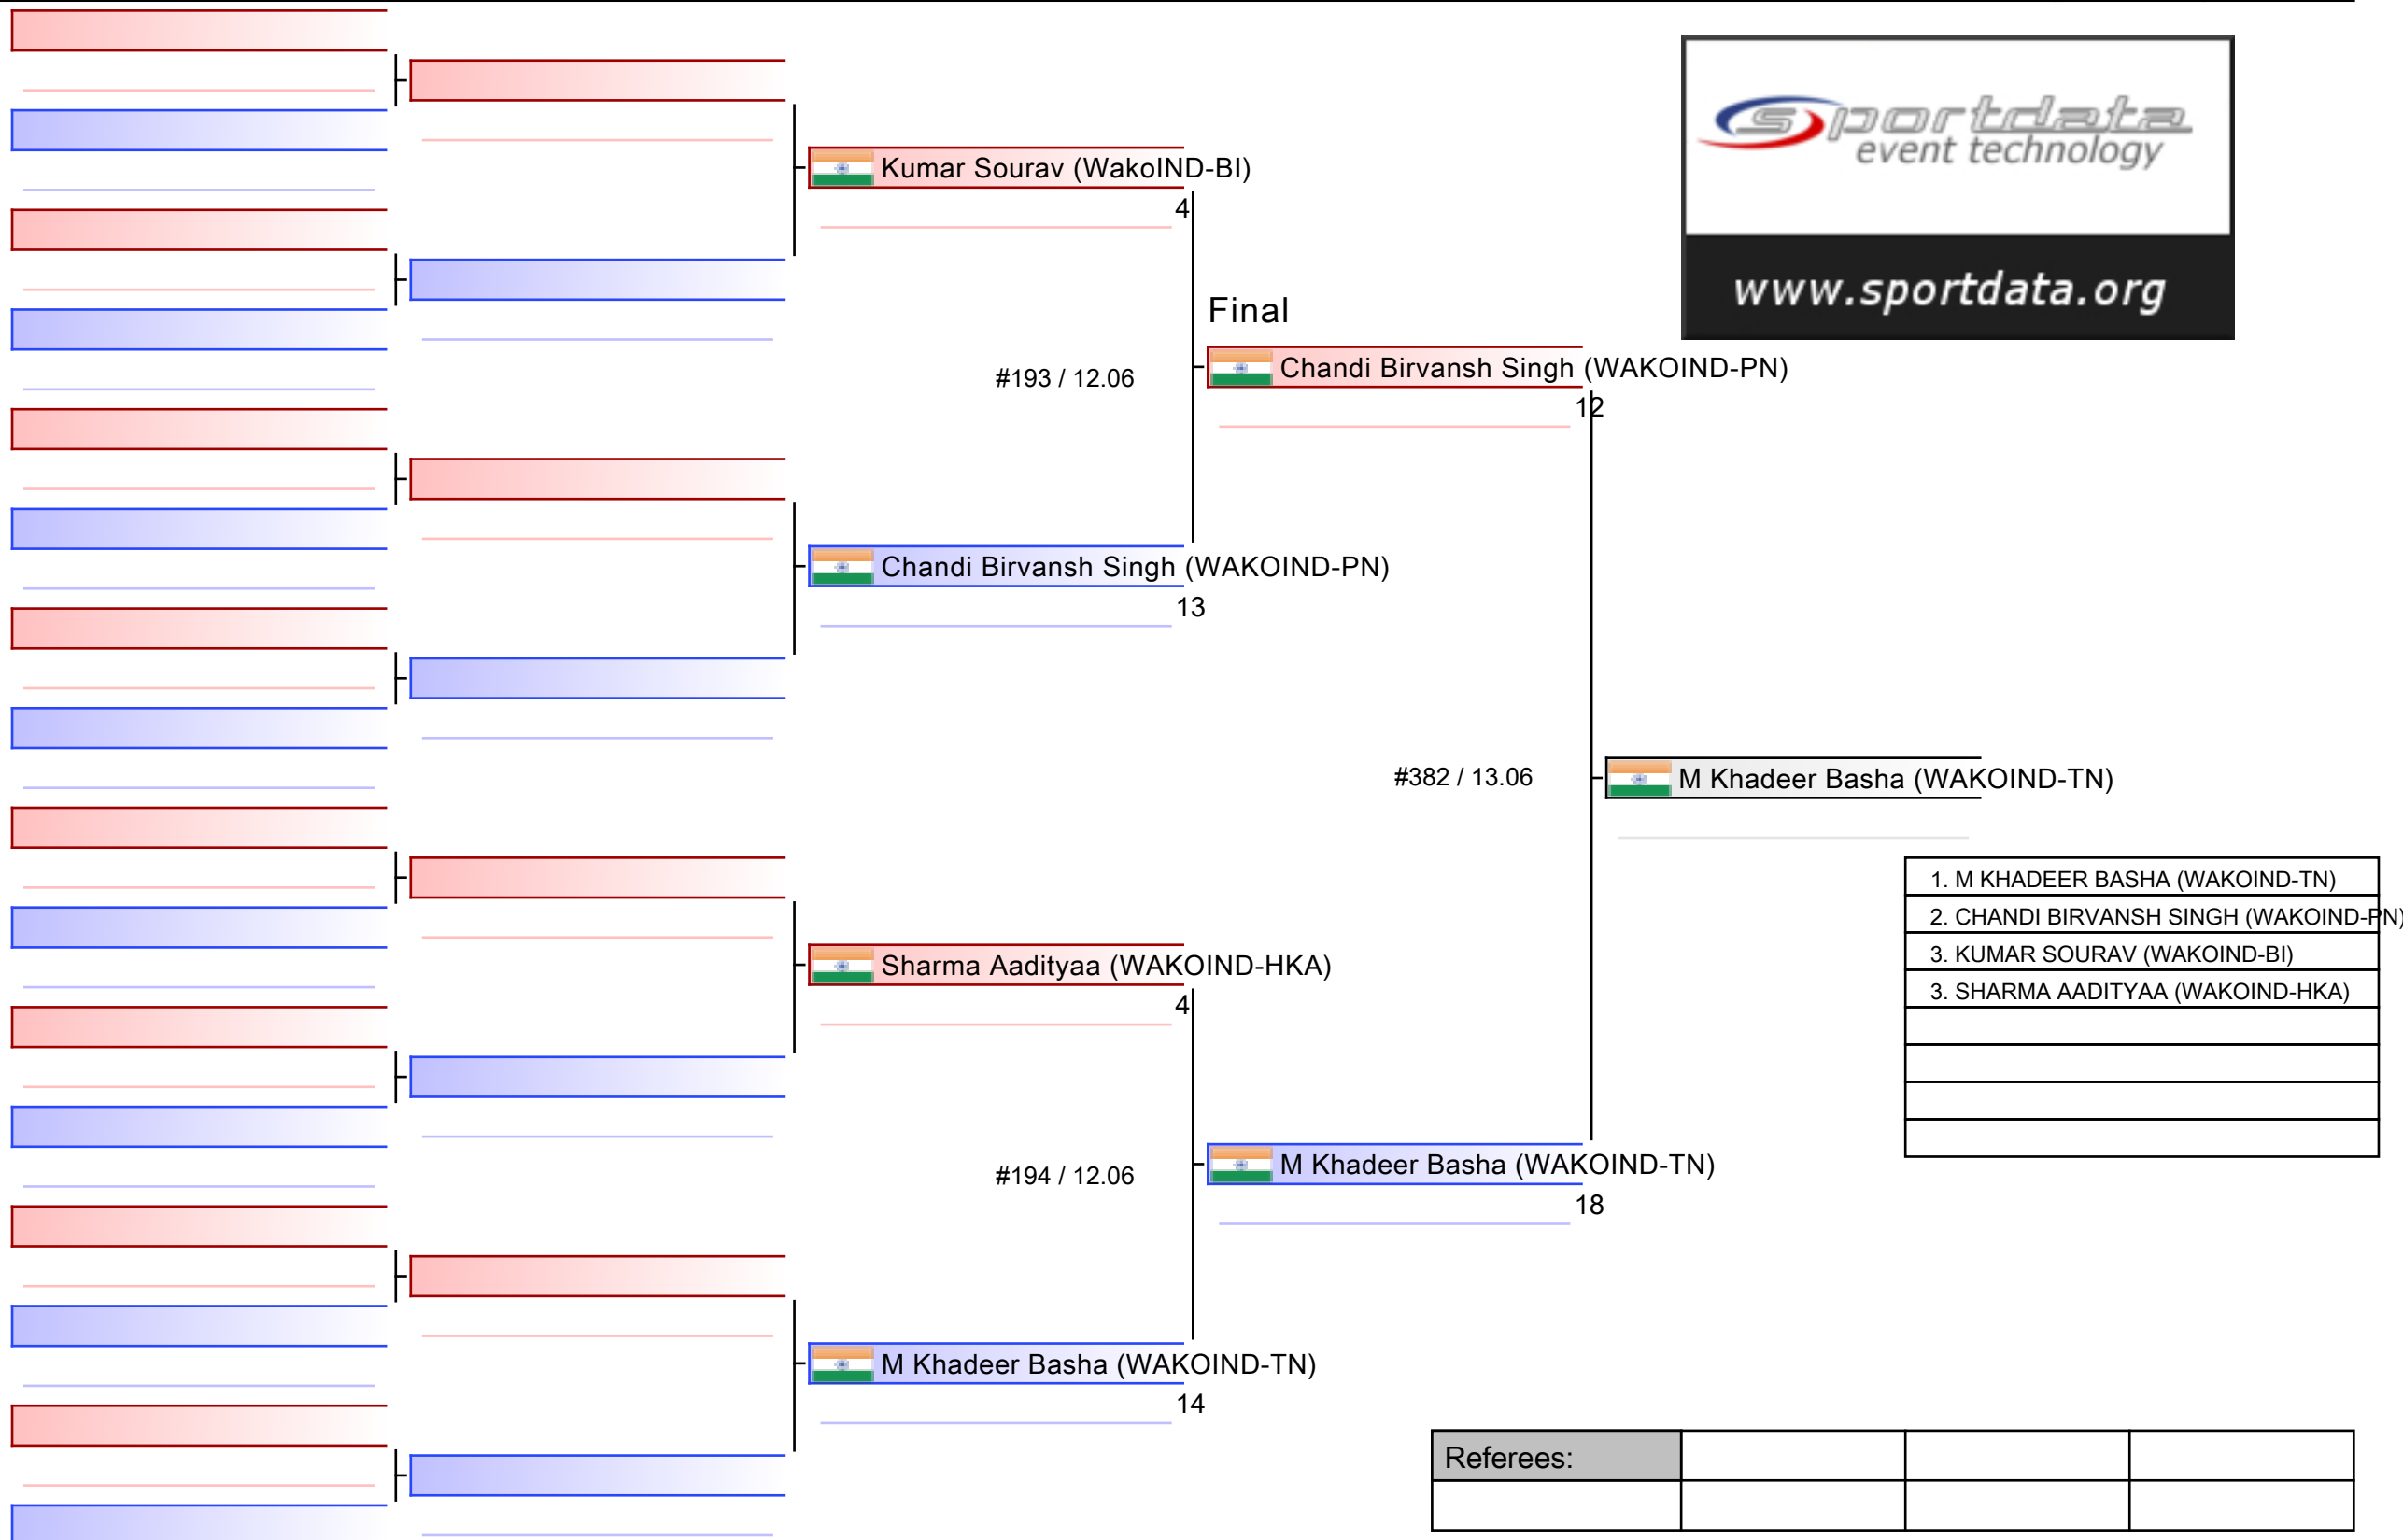 sportdata
event technology
www.sportdata.org
Kumar Sourav (WakoIND-BI)
4
Final
#193 / 12.06
Chandi Birvansh Singh (WAKOIND-PN)
12
Chandi Birvansh Singh (WAKOIND-PN)
13
#382 / 13.06
M Khadeer Basha (WAKOIND-TN)
1. M KHADEER BASHA (WAKOIND-TN)
2. CHANDI BIRVANSH SINGH (WAKOIND-PN)
3. KUMAR SOURAV (WAKOIND-BI)
3. SHARMA AADITYAA (WAKOIND-HKA)
Sharma Aadityaa (WAKOIND-HKA)
4
#194 / 12.06
M Khadeer Basha (WAKOIND-TN)
18
M Khadeer Basha (WAKOIND-TN)
14
Referees: